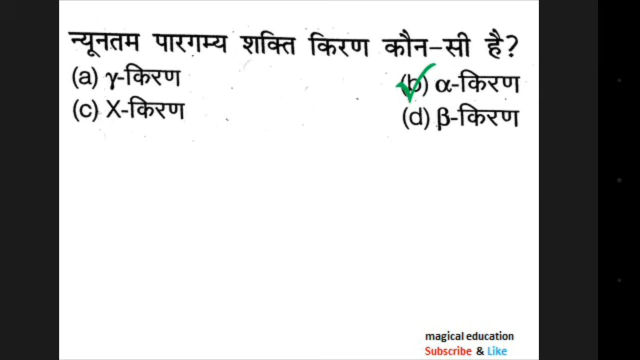 न्यूनतम पारगम्य शक्ति किरण कौन-सी है?
(a) γ-किरण (b) α-किरण
(c) X-किरण (d) β-किरण
magical education
Subscribe & Like